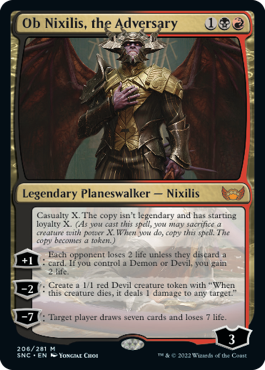 Ob Nixilis, the Adversary 1
Legendary Planeswalker — Nixilis
Casualty X. The copy isn't legendary and has starting
loyalty X. (As you cast this spell, you may sacrifice a
creature with power X. When you do, copy this spell. The
copy becomes a token.)
+1: Each opponent loses 2 life unless they discard a
card. If you control a Demon or Devil, you gain
2 life.
−2: Create a 1/1 red Devil creature token with "When
this creature dies, it deals 1 damage to any target."
−7: Target player draws seven cards and loses 7 life.
3
206/281 M
SNC • EN YONGJAE CHOI
™ & © 2022 Wizards of the Coast